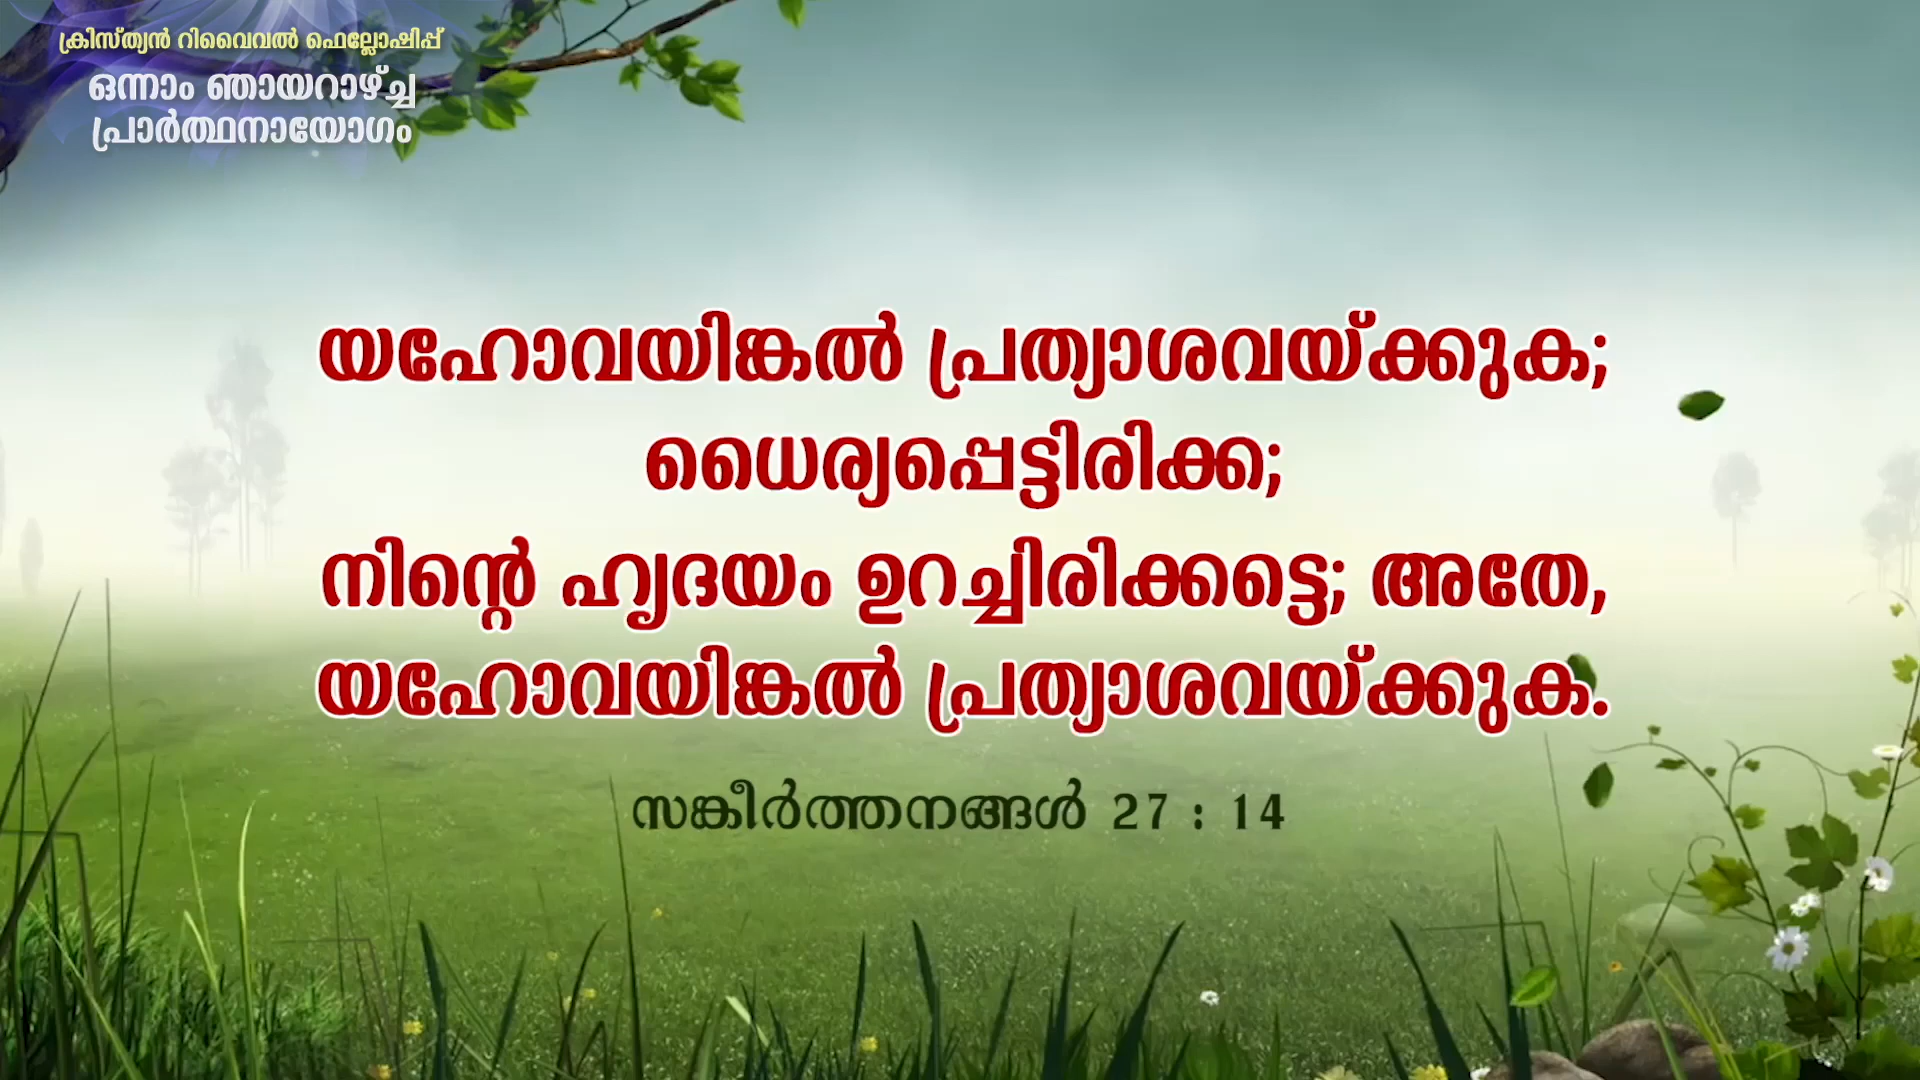 ക്രിസ്ത്യൻ റിവൈവൽ ഫെല്ലോഷിപ്പ്
ഒന്നാം ഞായറാഴ്ച്ച
പ്രാർത്ഥനായോഗം
യഹോവയിങ്കൽ പ്രത്യാശവയ്ക്കുക;
ധൈര്യപ്പെട്ടിരിക്ക;
നിന്റെ ഹൃദയം ഉറച്ചിരിക്കട്ടെ; അതേ,
യഹോവയിങ്കൽ പ്രത്യാശവയ്ക്കുക.
സങ്കീർത്തനങ്ങൾ 27 : 14